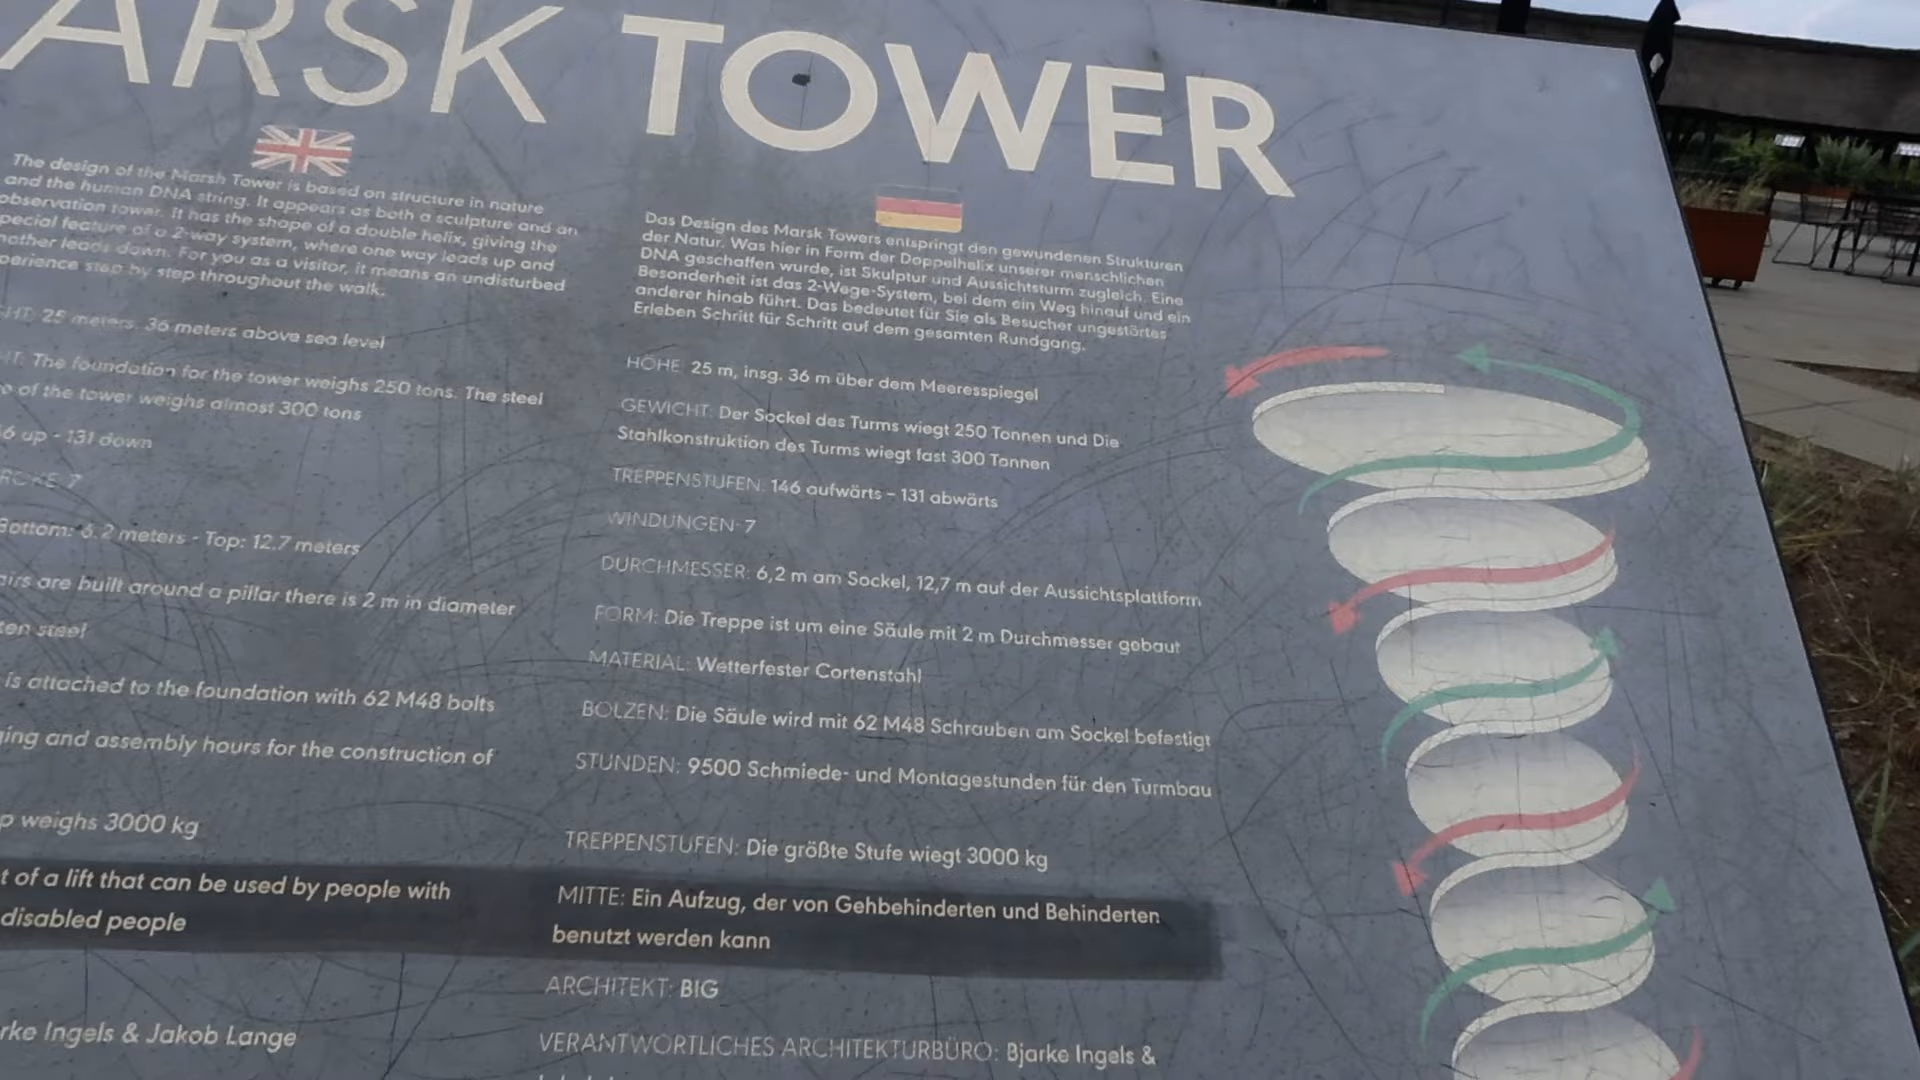 ARSK TOWER
The design of the Marsh Tower is based on structure in nature
and the human DNA string. It appears as both a sculpture and an
observation tower. It has the shape of a double helix, giving the
pecial feature of a 2-way system, where one way leads up and
nother leads down. For you as a visitor, it means an undisturbed
perience step by step throughout the walk.
HT: 25 meters. 36 meters above sea level
HT: The foundation for the tower weighs 250 tons. The steel
e of the tower weighs almost 300 tons
6 up - 131 down
7
Bottom: 6.2 meters - Top: 12.7 meters
airs are built around a pillar there is 2 m in diameter
ten steel
is attached to the foundation with 62 M48 bolts
ging and assembly hours for the construction of
p weighs 3000 kg
t of a lift that can be used by people with
disabled people
rke Ingels & Jakob Lange
Das Design des Marsk Towers entspringt den gewundenen Strukturen
der Natur. Was hier in Form der Doppelhelix unserer menschlichen
DNA geschaffen wurde, ist Skulptur und Aussichtsturm zugleich. Eine
Besonderheit ist das 2-Wege-System, bei dem ein Weg hinauf und ein
anderer hinab führt. Das bedeutet für Sie als Besucher ungestörtes
Erleben Schritt für Schritt auf dem gesamten Rundgang.
HÖHE: 25 m, insg. 36 m über dem Meeresspiegel
GEWICHT: Der Sockel des Turms wiegt 250 Tonnen und Die
Stahlkonstruktion des Turms wiegt fast 300 Tonnen
TREPPENSTUFEN: 146 aufwärts – 131 abwärts
WINDUNGEN: 7
DURCHMESSER: 6,2 m am Sockel, 12,7 m auf der Aussichtsplattform
FORM: Die Treppe ist um eine Säule mit 2 m Durchmesser gebaut
MATERIAL: Wetterfester Cortenstahl
BOLZEN: Die Säule wird mit 62 M48 Schrauben am Sockel befestigt
STUNDEN: 9500 Schmiede- und Montagestunden für den Turmbau
TREPPENSTUFEN: Die größte Stufe wiegt 3000 kg
MITTE: Ein Aufzug, der von Gehbehinderten und Behinderten
benutzt werden kann
ARCHITEKT: BIG
VERANTWORTLICHES ARCHITEKTURBÜRO: Bjarke Ingels &